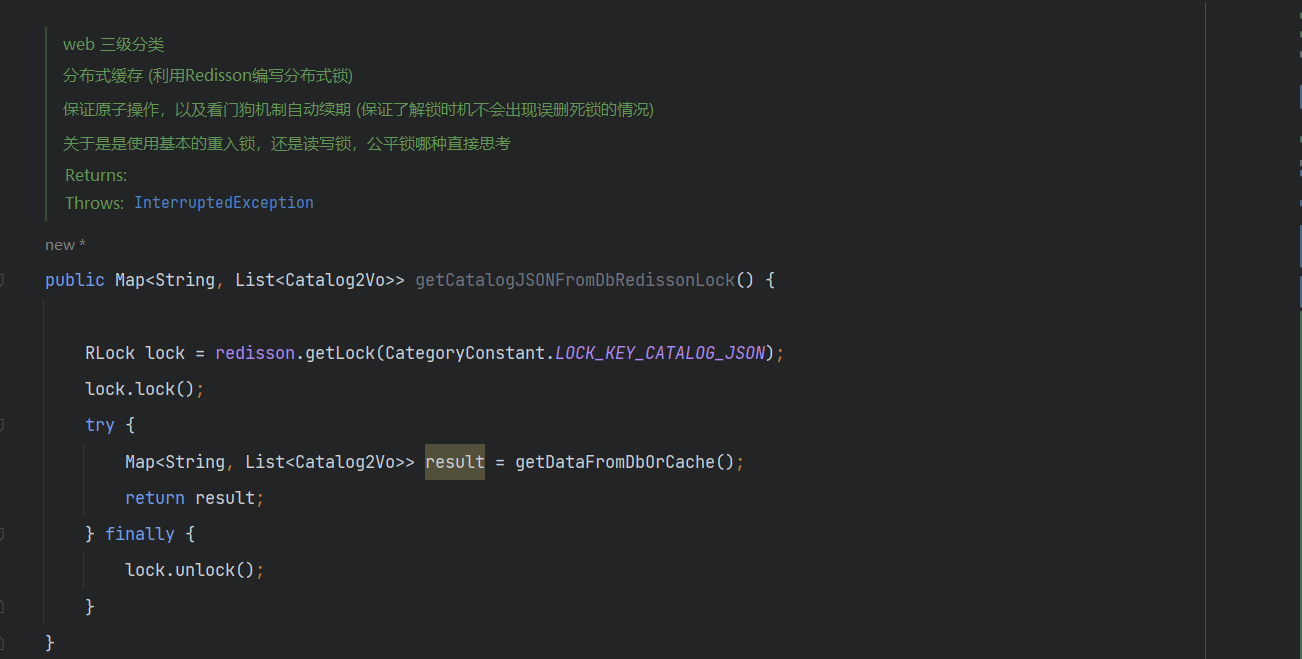 web 三级分类
分布式缓存 (利用Redisson编写分布式锁)
保证原子操作，以及看门狗机制自动续期 (保证了解锁时机不会出现误删死锁的情况)
关于是是使用基本的重入锁，还是读写锁，公平锁哪种直接思考
Returns:
Throws: InterruptedException
new *
public Map<String, List<Catalog2Vo>> getCatalogJSONFromDbRedissonLock() {
RLock lock = redisson.getLock(CategoryConstant.LOCK_KEY_CATALOG_JSON);
lock.lock();
try {
Map<String, List<Catalog2Vo>> result = getDataFromDbOrCache();
return result;
} finally {
lock.unlock();
}
}